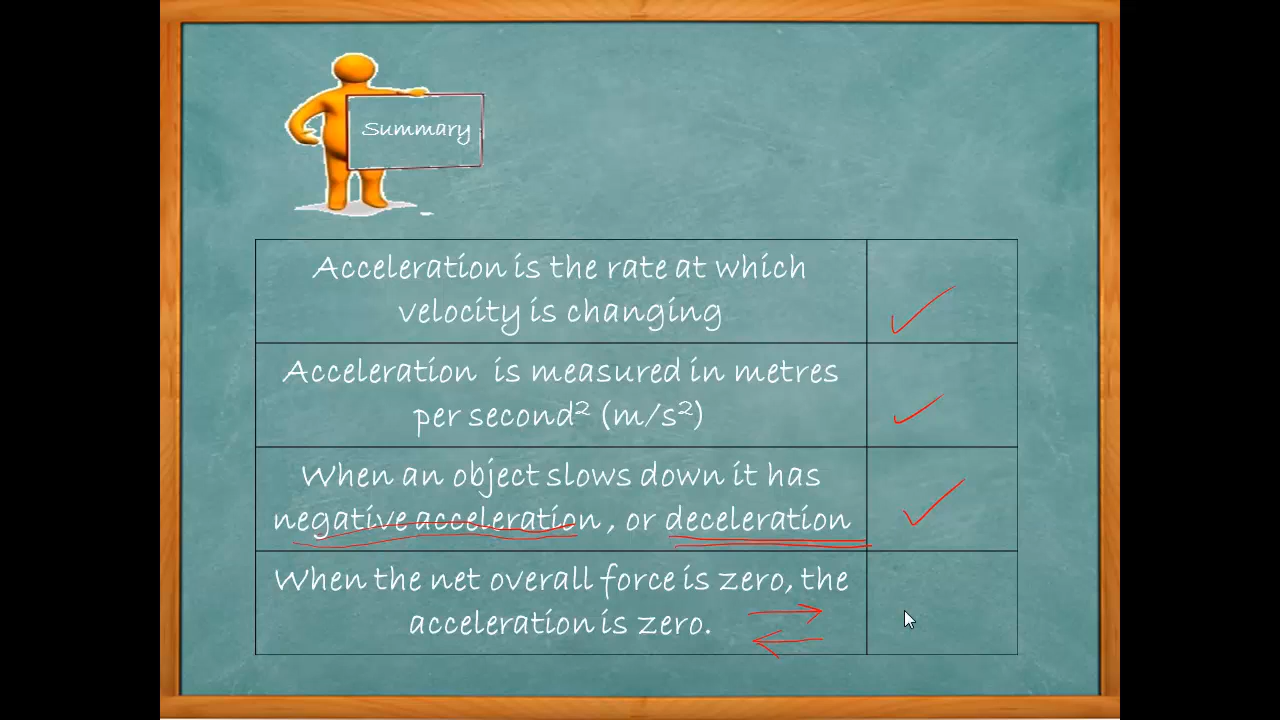 Summary
Acceleration is the rate at which
velocity is changing
Acceleration is measured in metres
per second² (m/s²)
When an object slows down it has
negative acceleration, or deceleration
When the net overall force is zero, the
acceleration is zero.